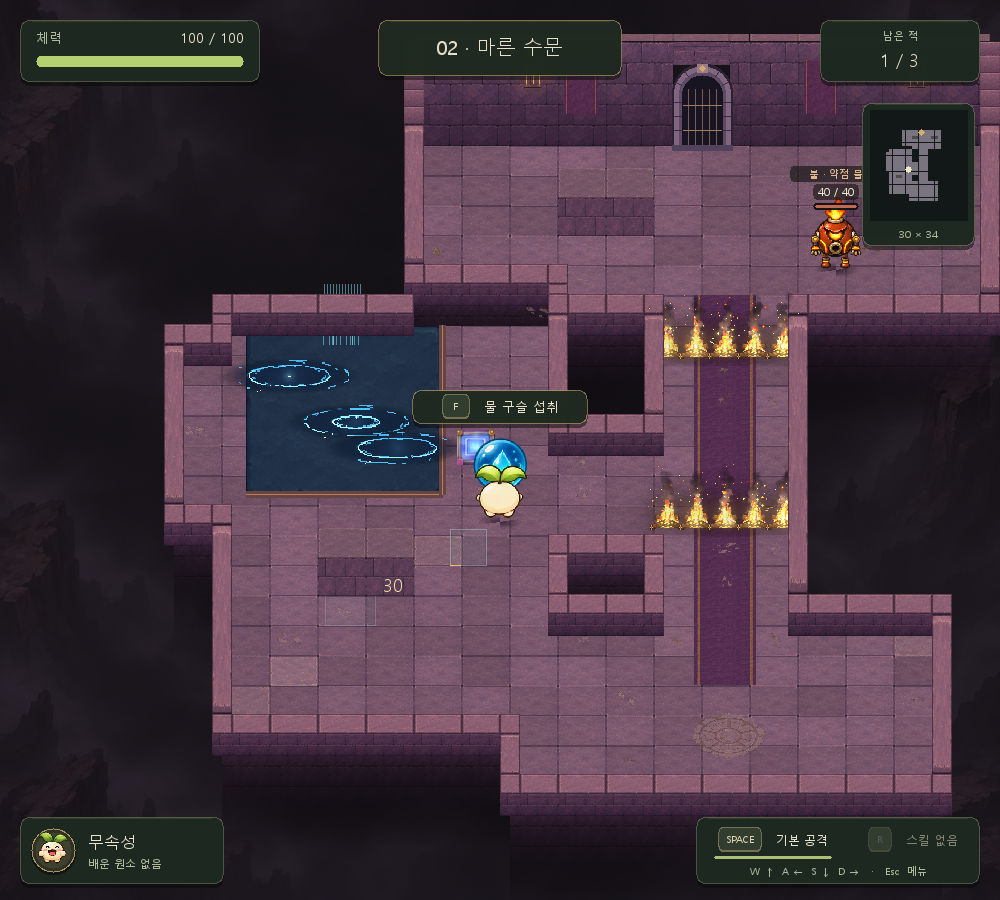 체력 100 / 100
02 · 마른 수문
남은 적
1 / 3
30 × 34
불 · 약점 물
40 / 40
F 물 구슬 섭취
30
무속성
배운 원소 없음
SPACE 기본 공격 R 스킬 없음
W ↑ A ← S ↓ D → · Esc 메뉴